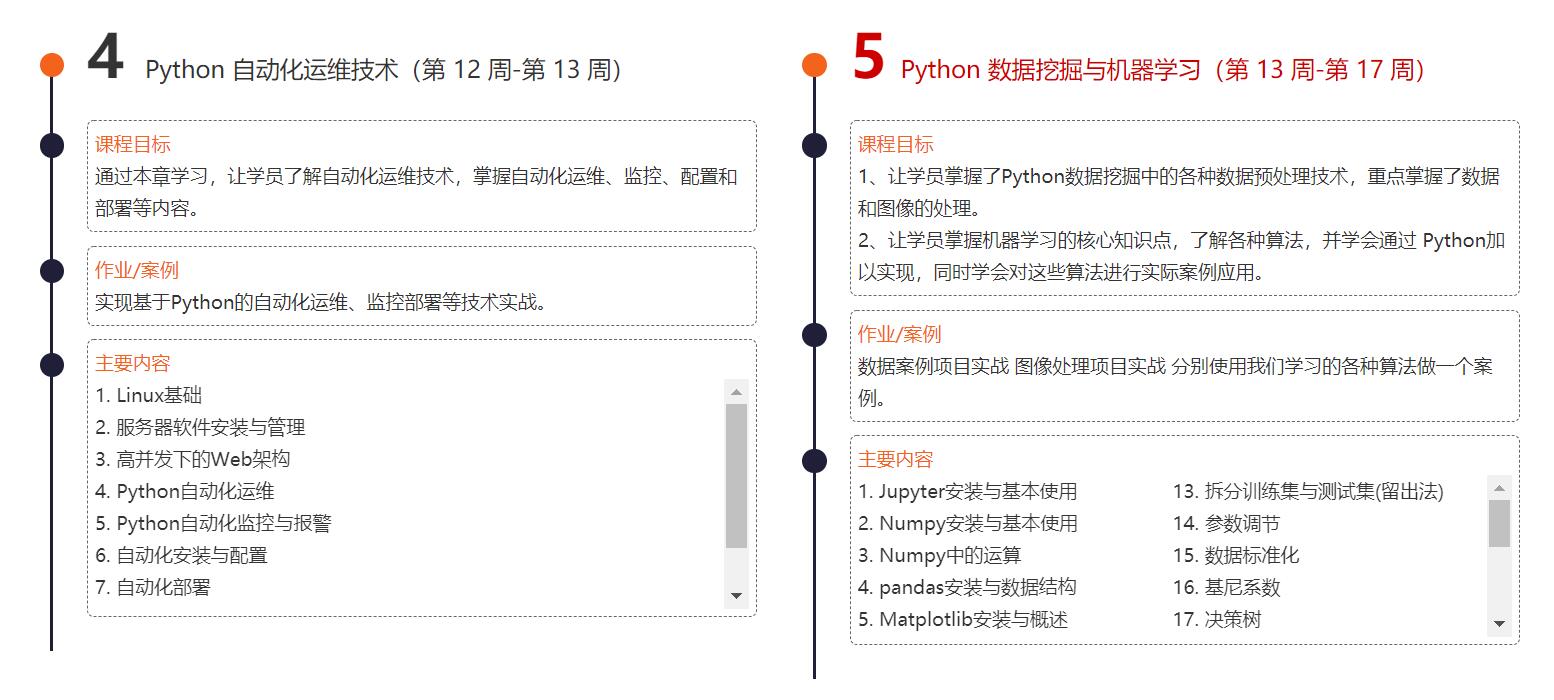 4 Python 自动化运维技术（第 12 周-第 13 周）
课程目标
通过本章学习，让学员了解自动化运维技术，掌握自动化运维、监控、配置和
部署等内容。
作业/案例
实现基于Python的自动化运维、监控部署等技术实战。
主要内容
1. Linux基础
2. 服务器软件安装与管理
3. 高并发下的Web架构
4. Python自动化运维
5. Python自动化监控与报警
6. 自动化安装与配置
7. 自动化部署
5 Python 数据挖掘与机器学习（第 13 周-第 17 周）
课程目标
1、让学员掌握了Python数据挖掘中的各种数据预处理技术，重点掌握了数据
和图像的处理。
2、让学员掌握机器学习的核心知识点，了解各种算法，并学会通过 Python加
以实现，同时学会对这些算法进行实际案例应用。
作业/案例
数据案例项目实战 图像处理项目实战 分别使用我们学习的各种算法做一个案
例。
主要内容
1. Jupyter安装与基本使用
2. Numpy安装与基本使用
3. Numpy中的运算
4. pandas安装与数据结构
5. Matplotlib安装与概述
13. 拆分训练集与测试集(留出法)
14. 参数调节
15. 数据标准化
16. 基尼系数
17. 决策树